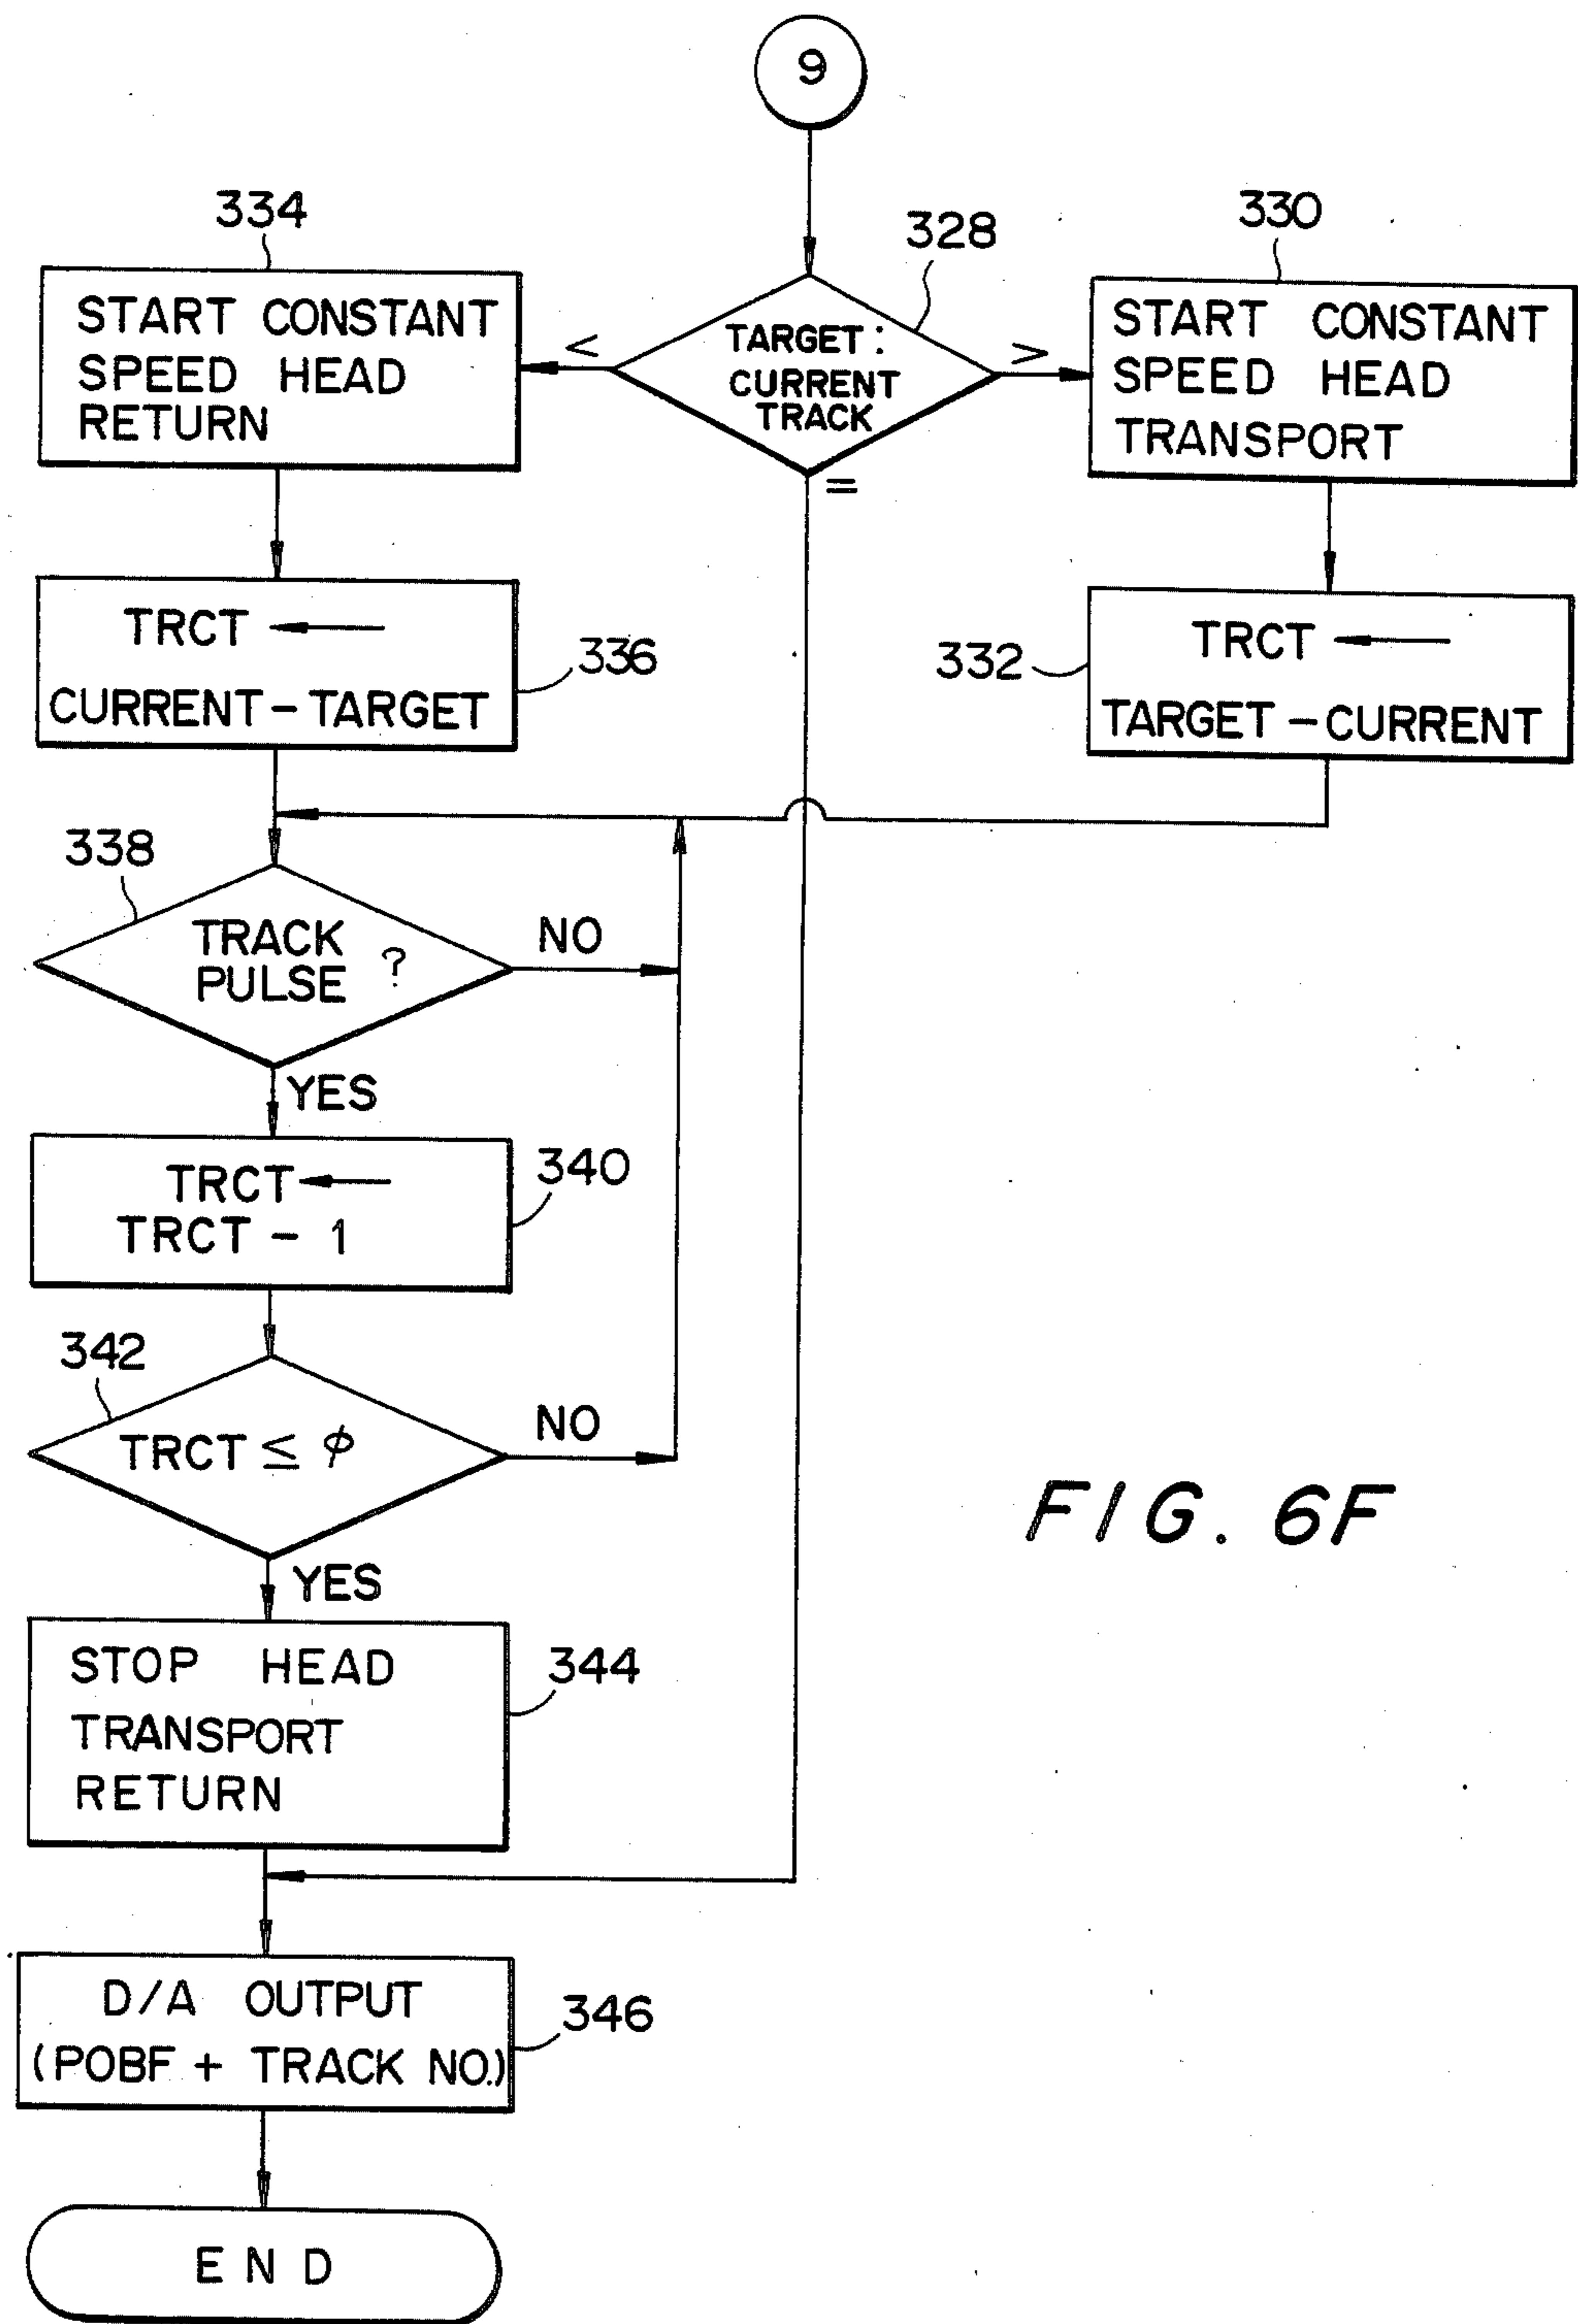 9
334
328
330
START CONSTANT
SPEED HEAD
RETURN
<
TARGET:
CURRENT
TRACK
>
=
START CONSTANT
SPEED HEAD
TRANSPORT
TRCT ←
CURRENT - TARGET
336
332
TRCT ←
TARGET - CURRENT
338
TRACK
PULSE ?
NO
YES
TRCT ←
TRCT - 1
340
342
TRCT ≤ φ
NO
YES
FIG. 6F
STOP HEAD
TRANSPORT
RETURN
344
D/A OUTPUT
(POBF + TRACK NO.)
346
END